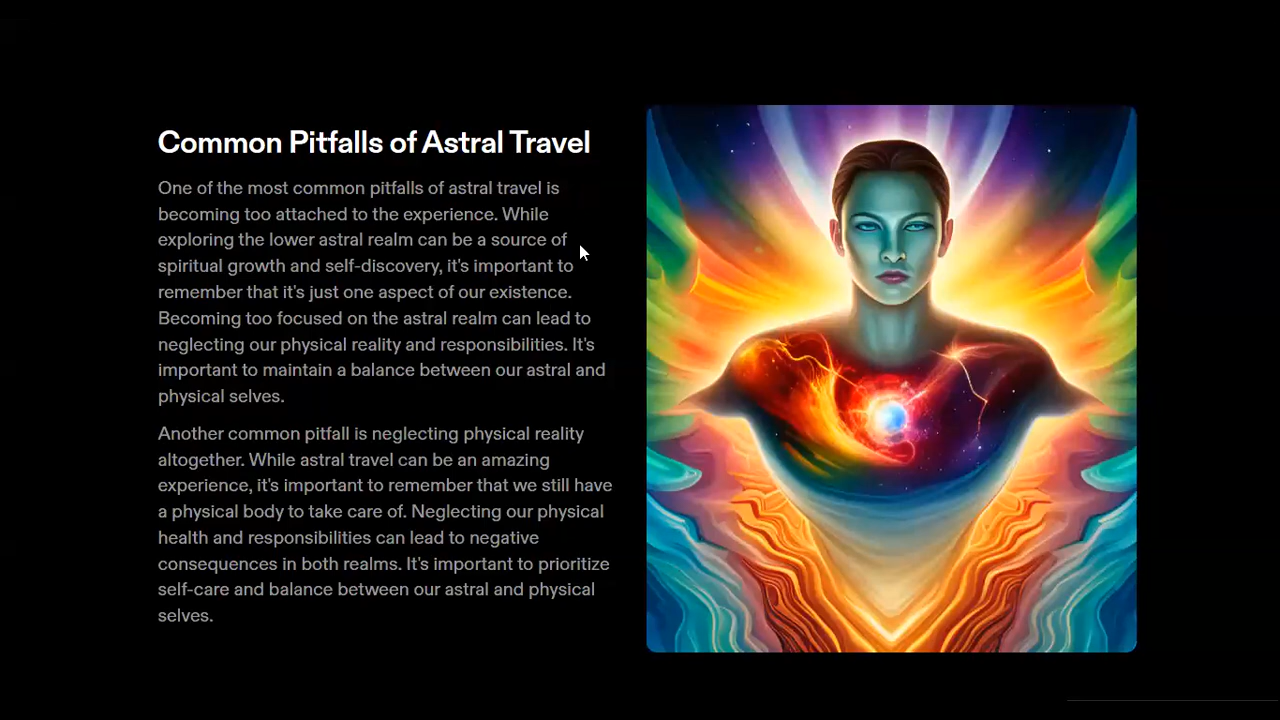 Common Pitfalls of Astral Travel
One of the most common pitfalls of astral travel is
becoming too attached to the experience. While
exploring the lower astral realm can be a source of
spiritual growth and self-discovery, it's important to
remember that it's just one aspect of our existence.
Becoming too focused on the astral realm can lead to
neglecting our physical reality and responsibilities. It's
important to maintain a balance between our astral and
physical selves.
Another common pitfall is neglecting physical reality
altogether. While astral travel can be an amazing
experience, it's important to remember that we still have
a physical body to take care of. Neglecting our physical
health and responsibilities can lead to negative
consequences in both realms. It's important to prioritize
self-care and balance between our astral and physical
selves.